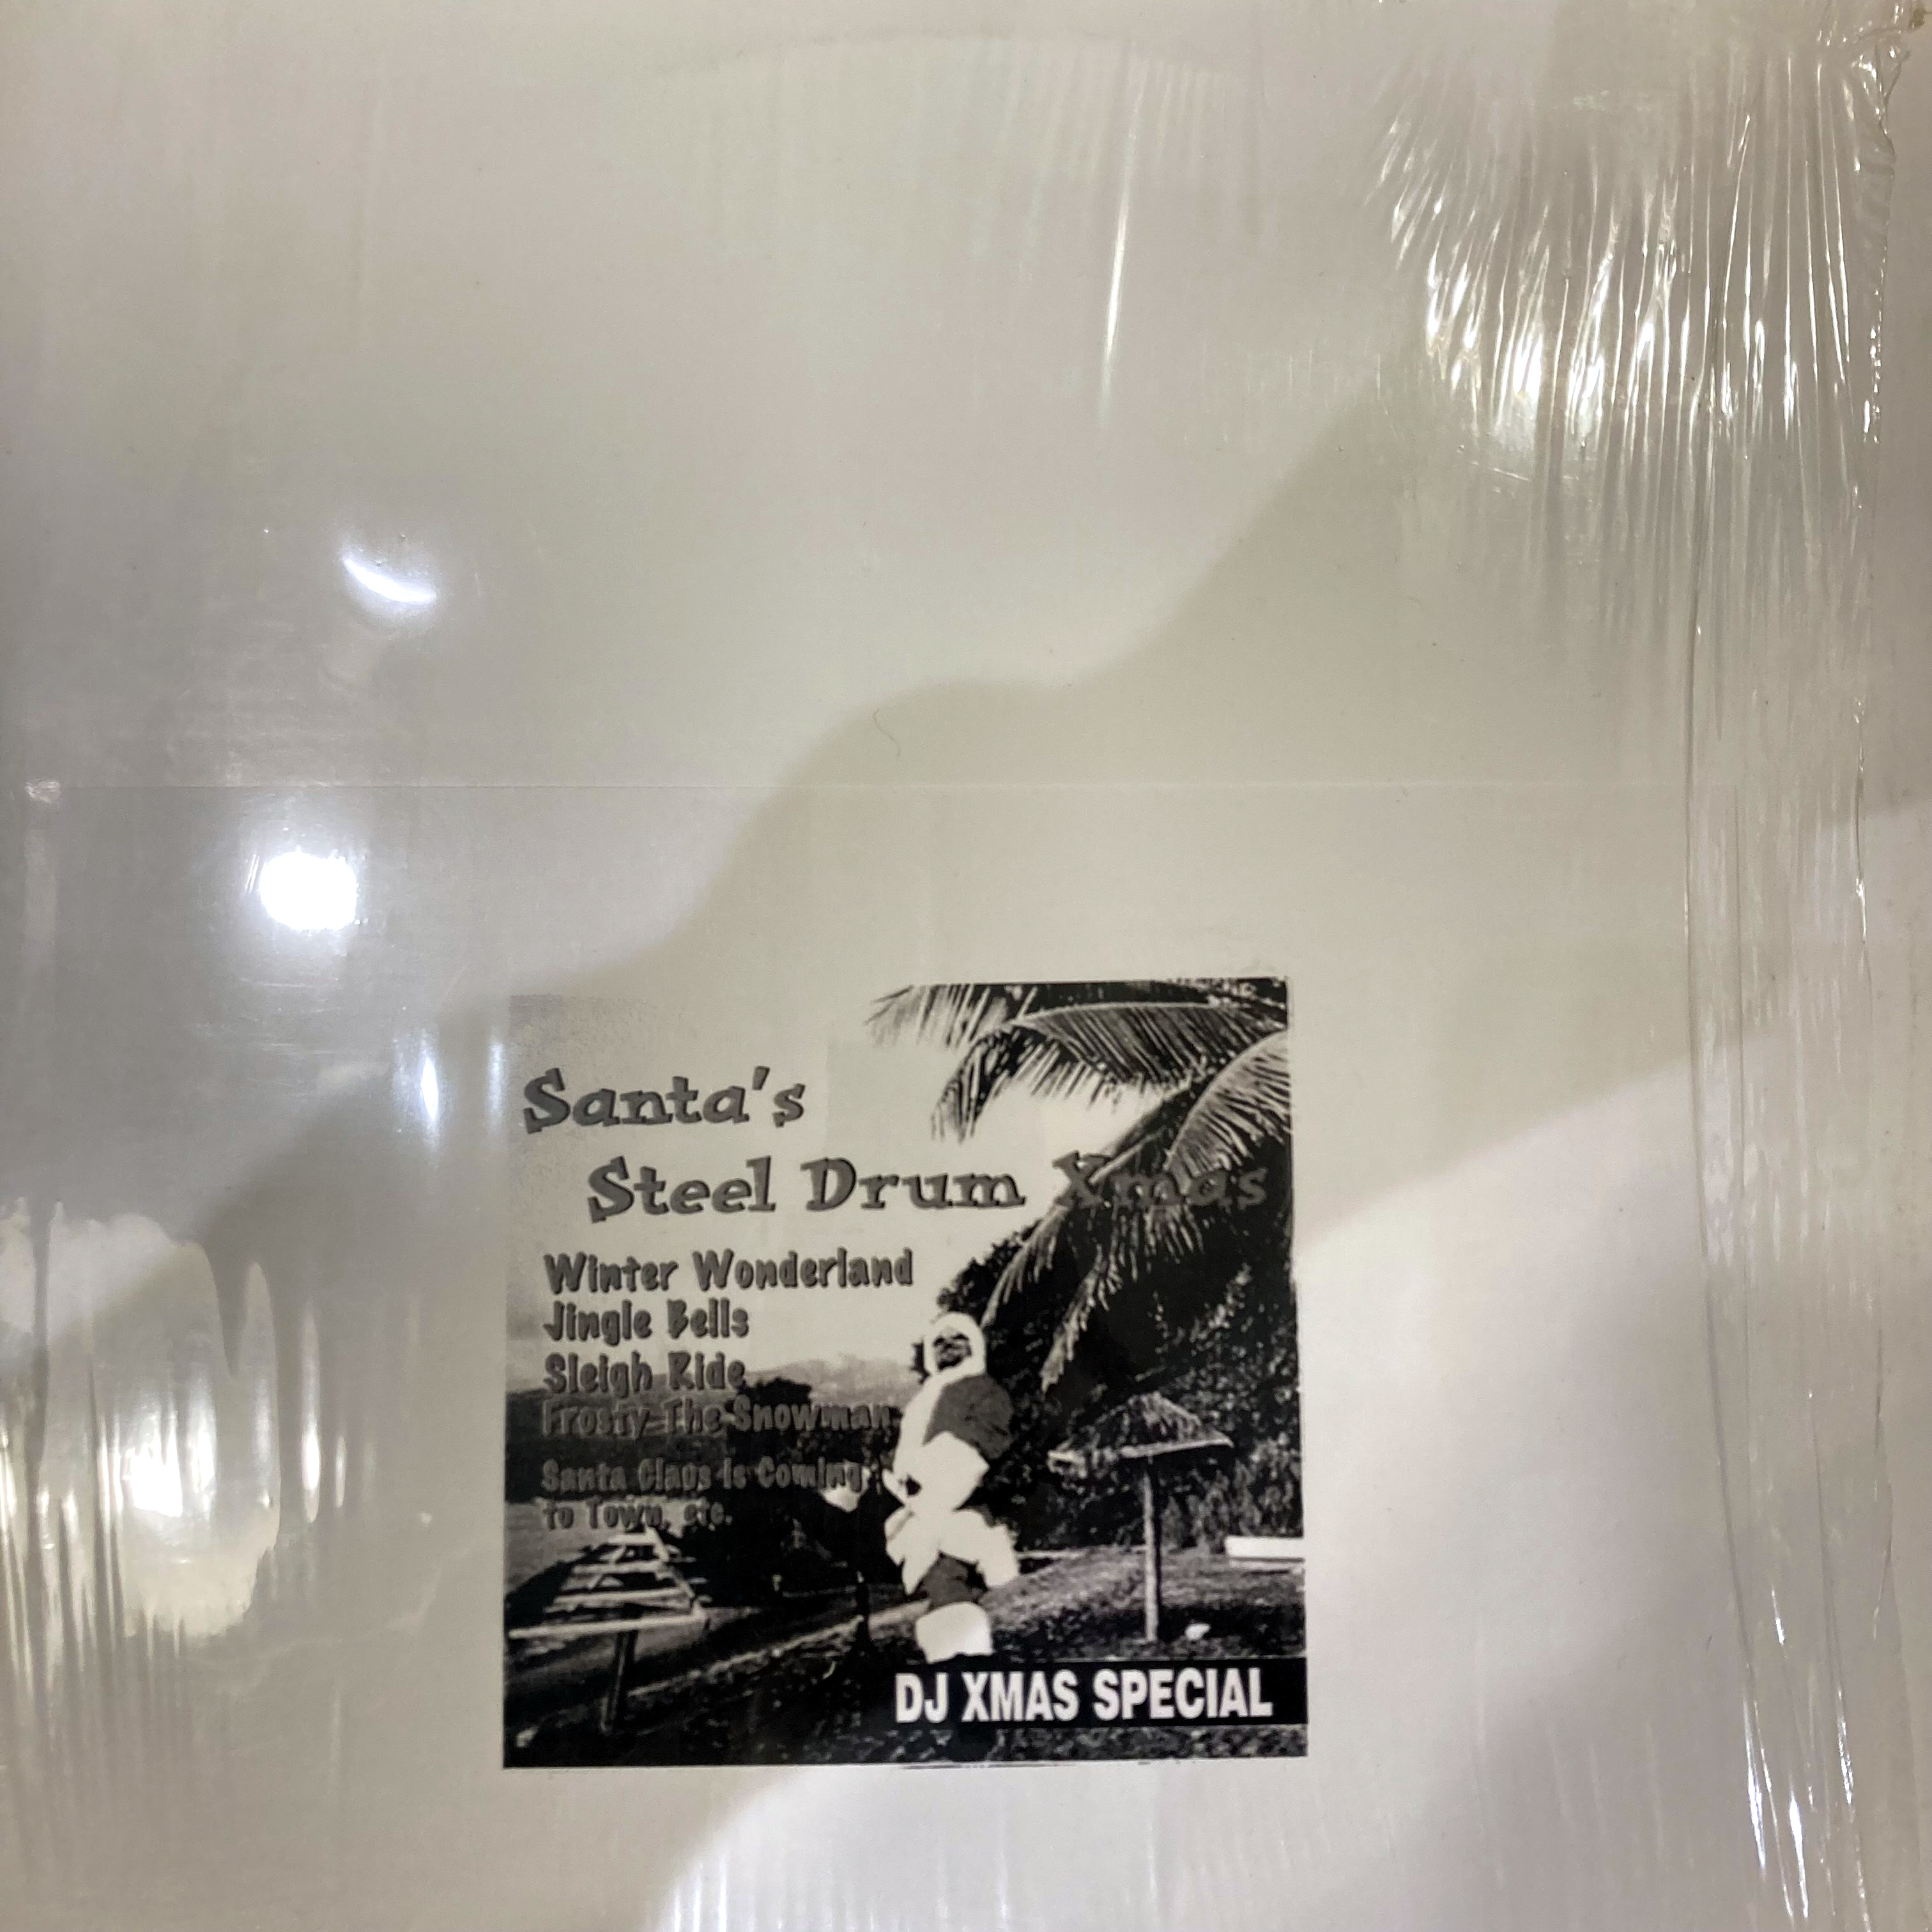 Santa's
Steel Drum Xmas
Winter Wonderland
Jingle Bells
Sleigh Ride
Frosty The Snowman
Santa Claus is Coming
to Town, etc.
DJ XMAS SPECIAL